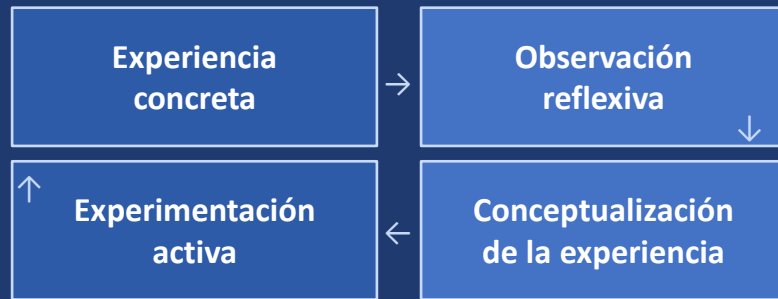 Experiencia
concreta
→
Observación
reflexiva
↓
↑
Experimentación
activa
←
Conceptualización
de la experiencia